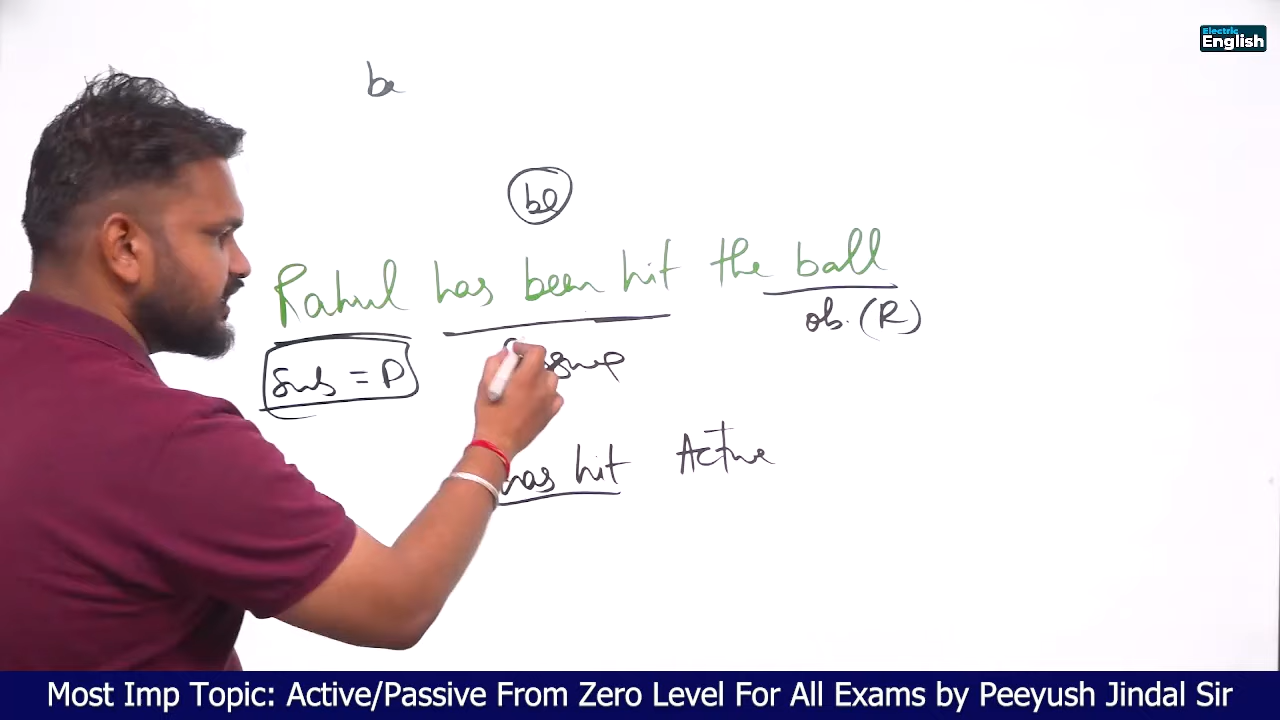 Electric
English
be
be
Rahul has been hit the ball
ob. (R)
Sub = P
has hit Active
Most Imp Topic: Active/Passive From Zero Level For All Exams by Peeyush Jindal Sir